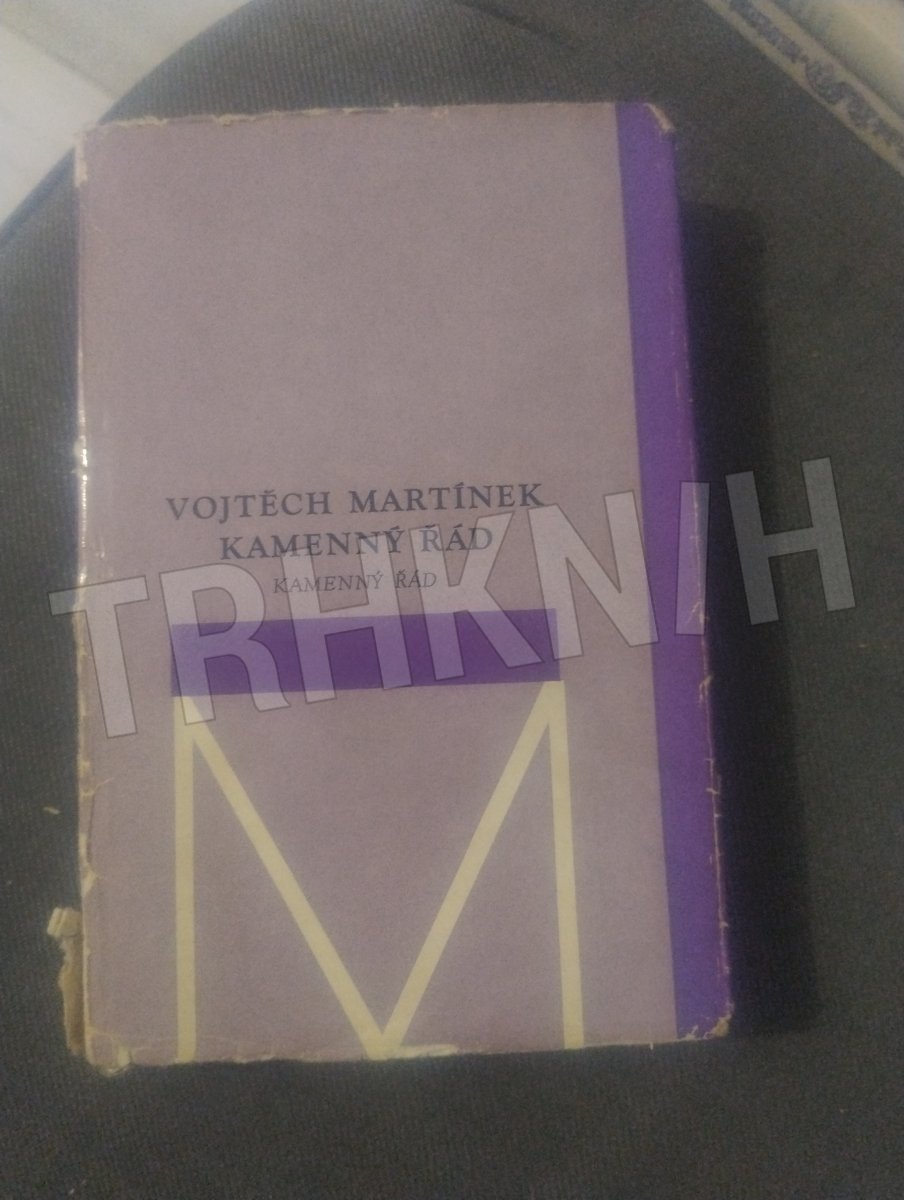 VOJTĚCH MARTÍNEK
KAMENNÝ ŘÁD
KAMENNÝ ŘÁD
TRHKNIH
M